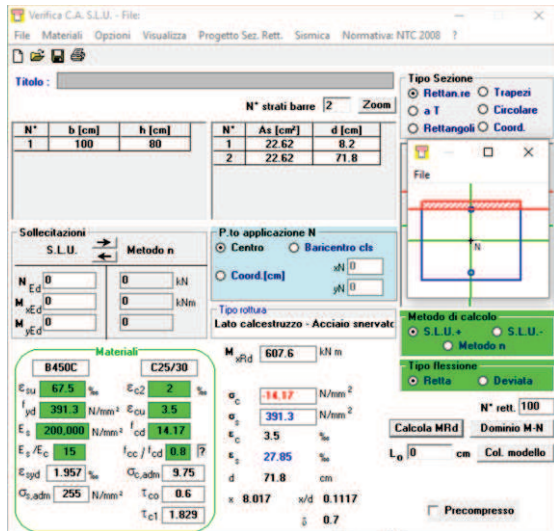 Verifica C.A. S.L.U. - File:
File Materiali Opzioni Visualizza Progetto Sez. Rett. Sismica Normativa: NTC 2008 ?
Titolo :
N° strati barre 2 Zoom
N° b [cm] h [cm]
1 100 80
N° As [cm²] d [cm]
1 22.62 8.2
2 22.62 71.8
Tipo Sezione
Rettan.re Trapezi
a T Circolare
Rettangoli Coord.
File
N
Sollecitazioni
S.L.U. Metodo n
N Ed 0 0 kN
M xEd 0 0 kNm
M yEd 0 0
P.to applicazione N
Centro Baricentro cls
Coord.[cm] xN 0
yN 0
Tipo rottura
Lato calcestruzzo - Acciaio snervato
Metodo di calcolo
S.L.U.+ S.L.U.-
Metodo n
Tipo flessione
Retta Deviata
N° rett. 100
Calcola MRd Dominio M-N
L₀ 0 cm Col. modello
Precompresso
Materiali
B450C C25/30
εsu 67.5 ‰ εc2 2 ‰
fyd 391.3 N/mm² εcu 3.5
Es 200,000 N/mm² fcd 14.17
Es/Ec 15 fcc / fcd 0.8 ?
εsyd 1.957 ‰ σc,adm 9.75
σs,adm 255 N/mm² τco 0.6
τc1 1.829
M xRd 607.6 kN m
σc -14.17 N/mm²
σs 391.3 N/mm²
εc 3.5 ‰
εs 27.85 ‰
d 71.8 cm
x 8.017 x/d 0.1117
δ 0.7